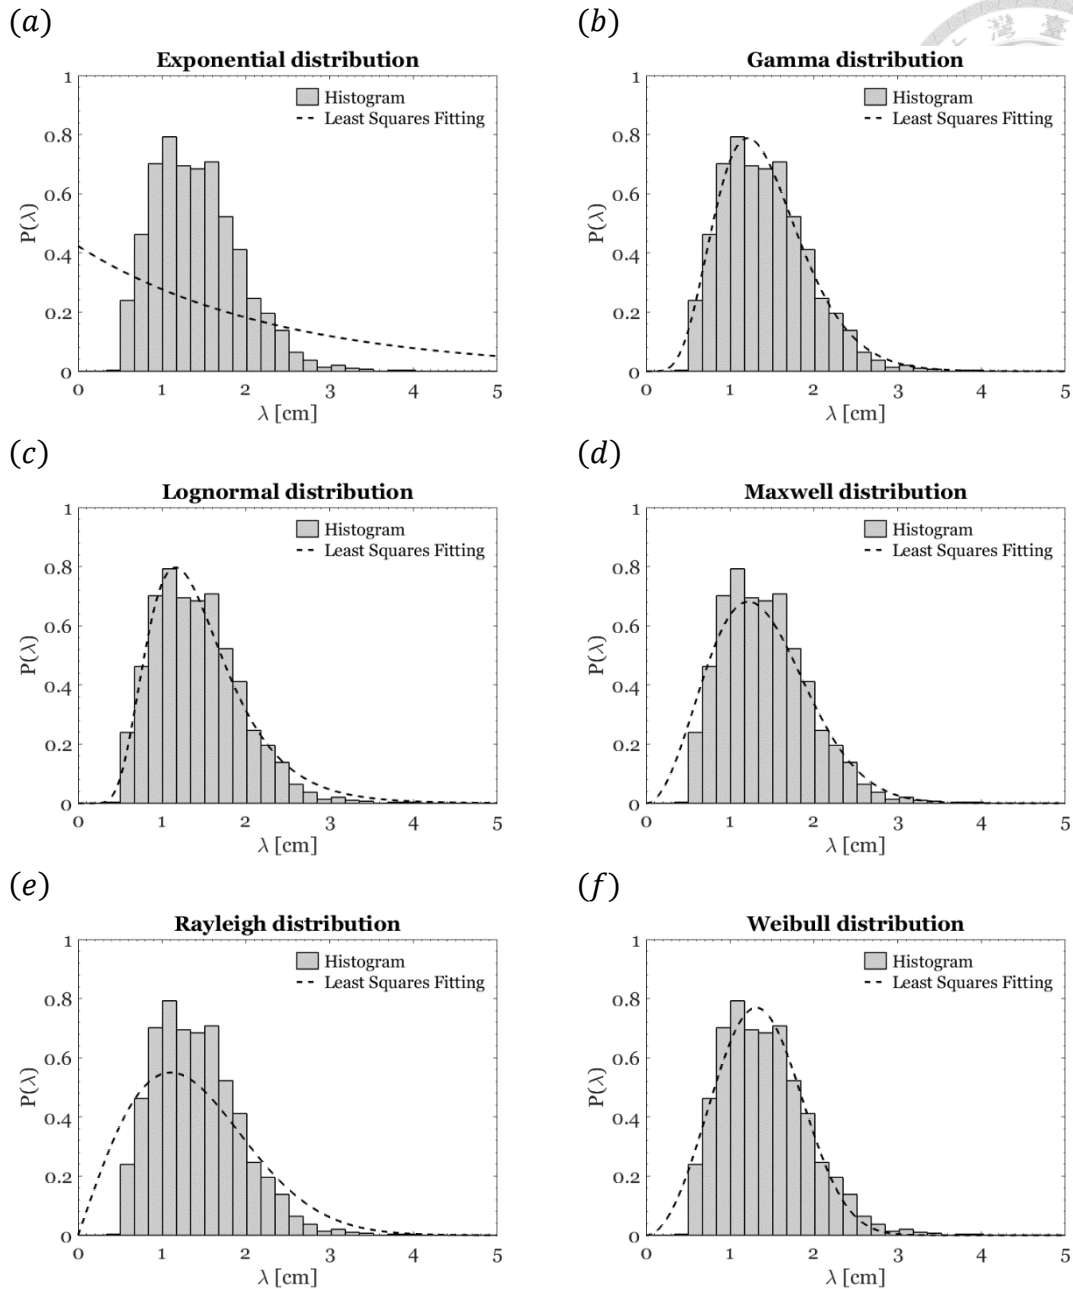 (a)
Exponential distribution
Histogram
Least Squares Fitting
1
0.8
0.6
0.4
0.2
0
P(λ)
0 1 2 3 4 5
λ [cm]
(b)
灣 臺
Gamma distribution
Histogram
Least Squares Fitting
1
0.8
0.6
0.4
0.2
0
P(λ)
0 1 2 3 4 5
λ [cm]
(c)
Lognormal distribution
Histogram
Least Squares Fitting
1
0.8
0.6
0.4
0.2
0
P(λ)
0 1 2 3 4 5
λ [cm]
(d)
Maxwell distribution
Histogram
Least Squares Fitting
1
0.8
0.6
0.4
0.2
0
P(λ)
0 1 2 3 4 5
λ [cm]
(e)
Rayleigh distribution
Histogram
Least Squares Fitting
1
0.8
0.6
0.4
0.2
0
P(λ)
0 1 2 3 4 5
λ [cm]
(f)
Weibull distribution
Histogram
Least Squares Fitting
1
0.8
0.6
0.4
0.2
0
P(λ)
0 1 2 3 4 5
λ [cm]